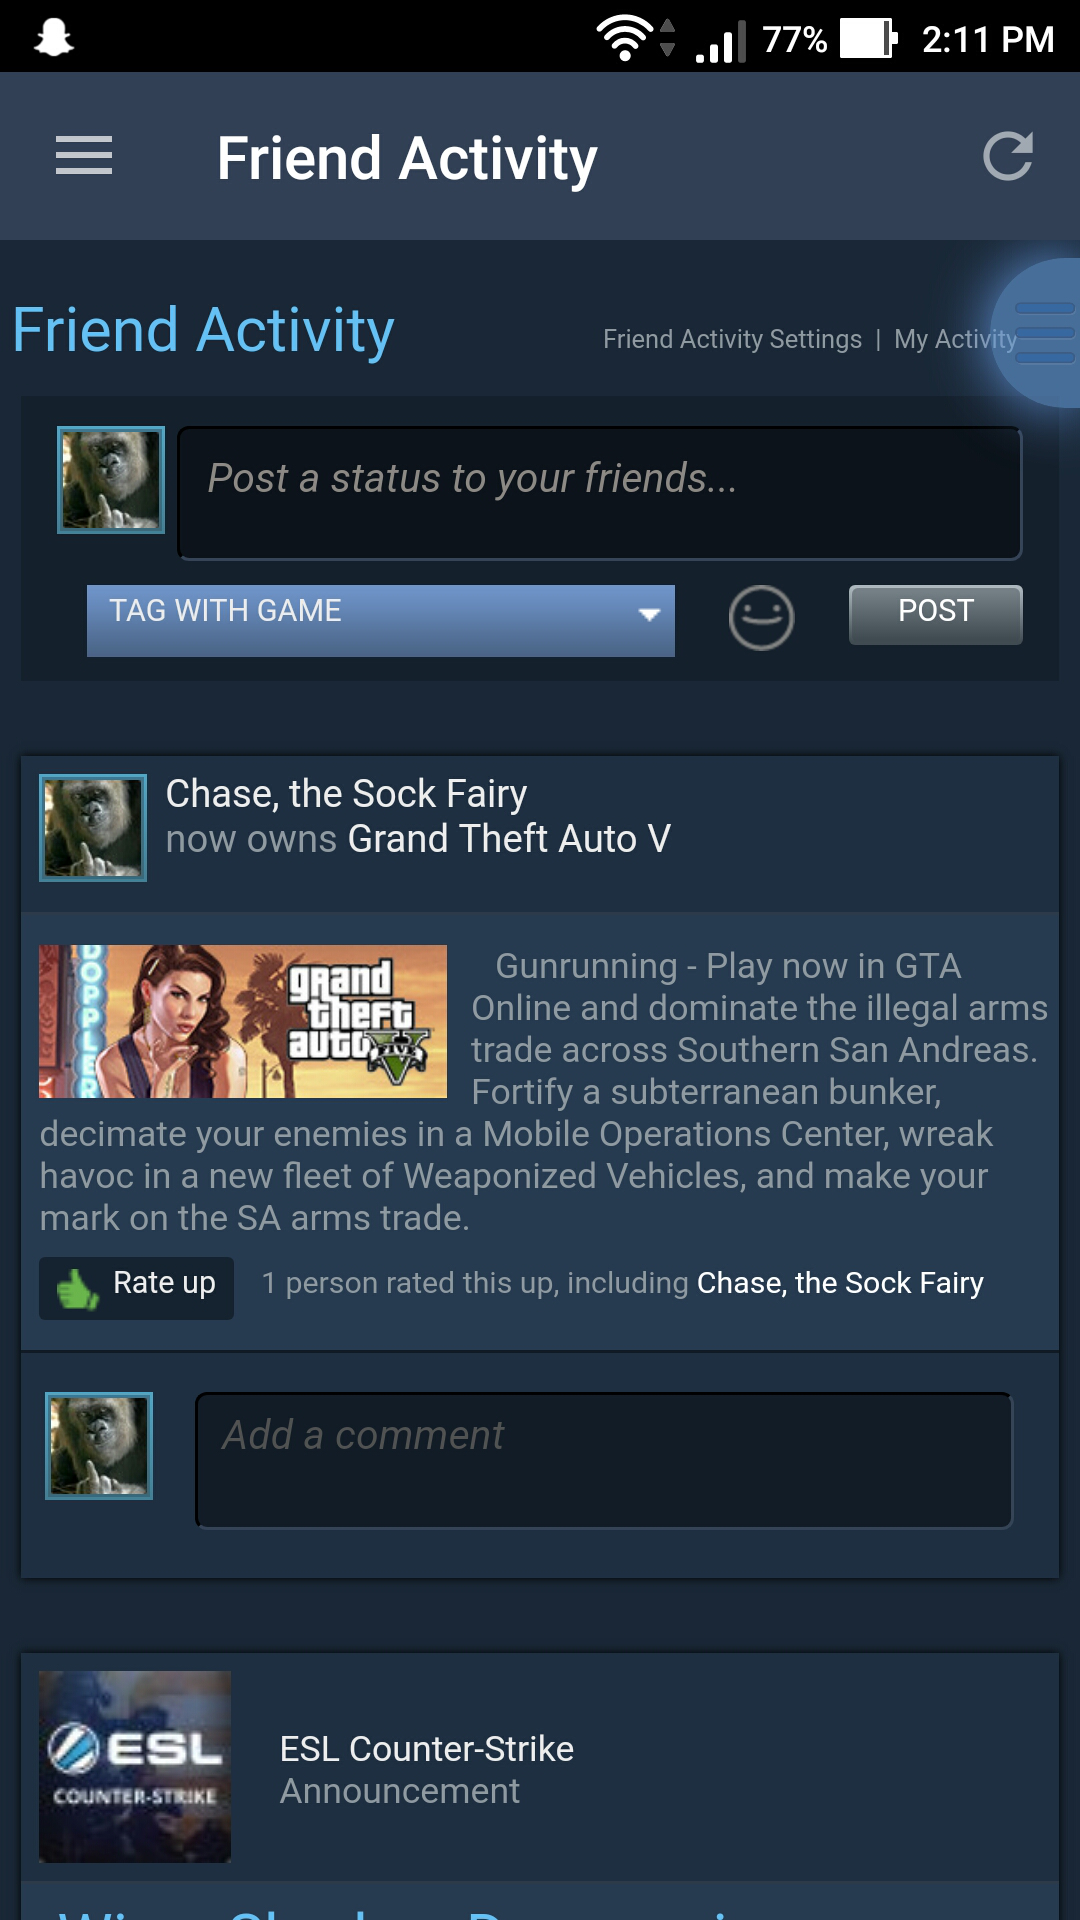 77% 2:11 PM
Friend Activity
Friend Activity
Friend Activity Settings | My Activity
Post a status to your friends...
TAG WITH GAME
POST
Chase, the Sock Fairy
now owns Grand Theft Auto V
DOPPLER
grand
theft
auto
FIVE
Gunrunning - Play now in GTA
Online and dominate the illegal arms
trade across Southern San Andreas.
Fortify a subterranean bunker,
decimate your enemies in a Mobile Operations Center, wreak
havoc in a new fleet of Weaponized Vehicles, and make your
mark on the SA arms trade.
Rate up
1 person rated this up, including Chase, the Sock Fairy
Add a comment
ESL
COUNTER-STRIKE
ESL Counter-Strike
Announcement